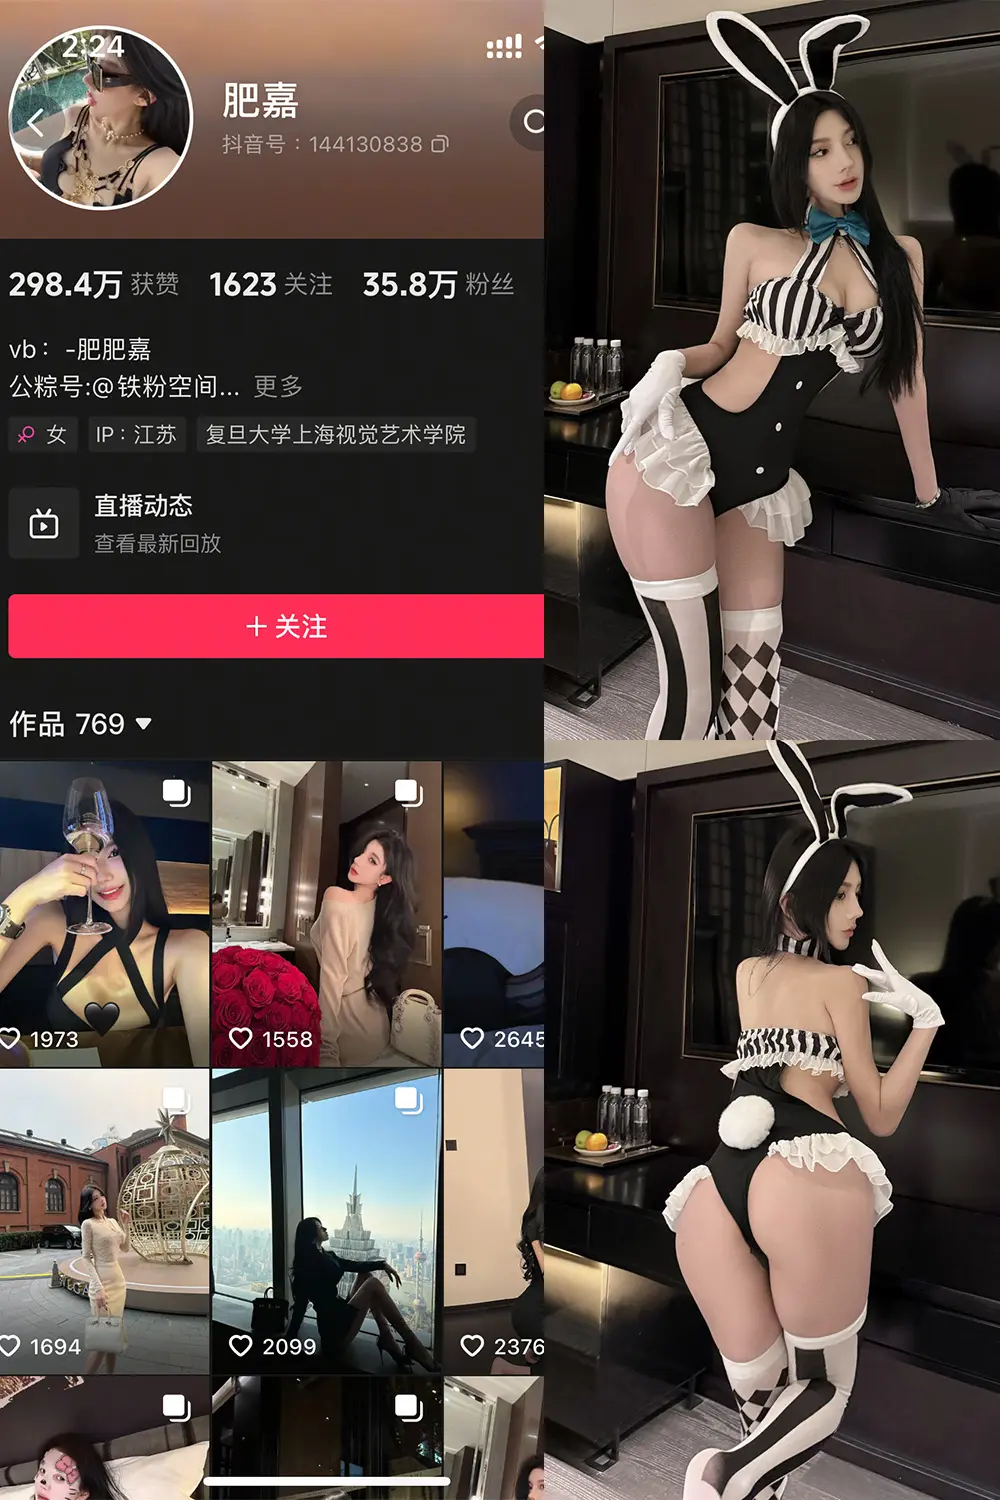 2:24
肥嘉
抖音号：144130838
298.4万 获赞 1623 关注 35.8万 粉丝
vb：-肥肥嘉
公粽号:@铁粉空间... 更多
女 IP：江苏 复旦大学上海视觉艺术学院
直播动态
查看最新回放
+ 关注
作品 769
1973 1558 2645
1694 2099 2376